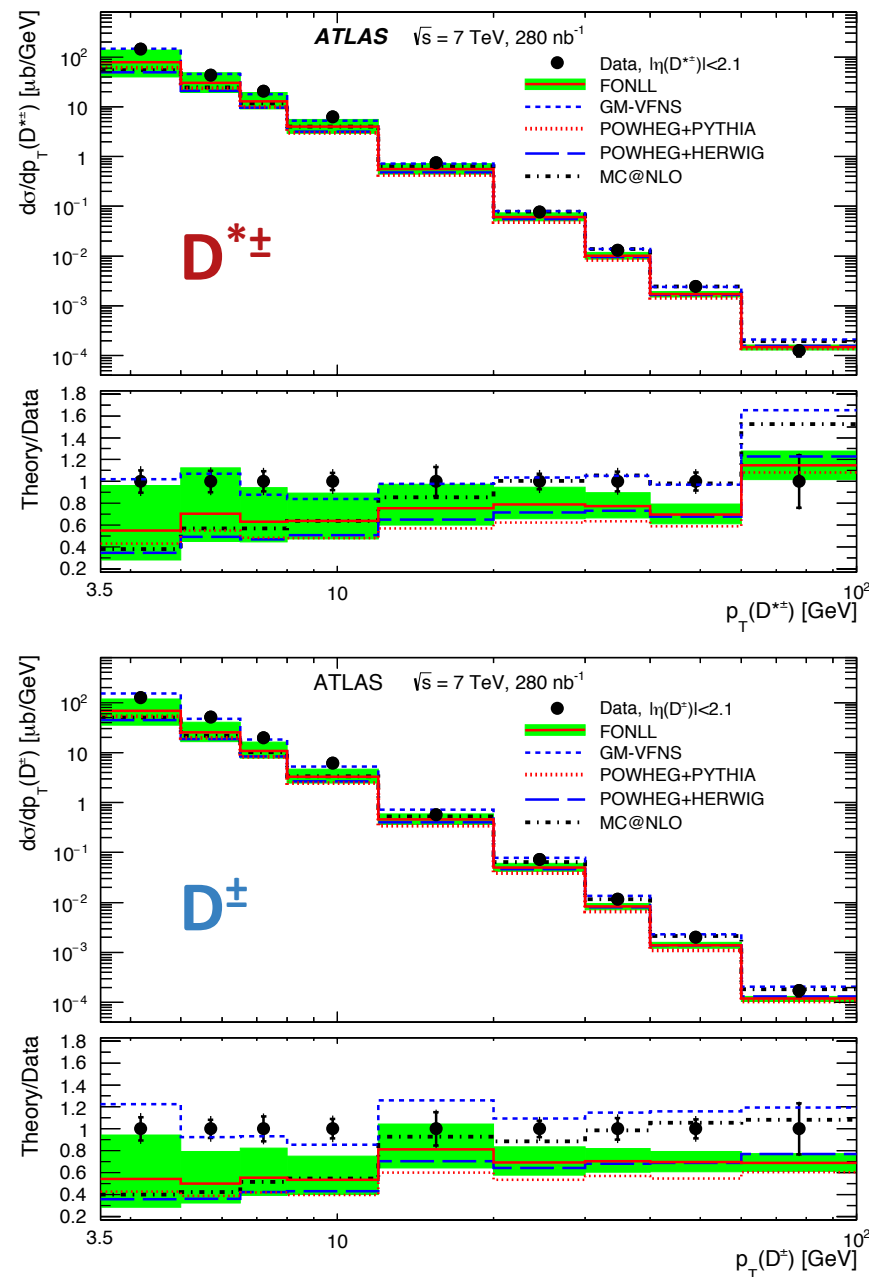 ATLAS √s = 7 TeV, 280 nb⁻¹
Data, |η(D*±)|<2.1
FONLL
GM-VFNS
POWHEG+PYTHIA
POWHEG+HERWIG
MC@NLO
dσ/dp_T(D*±) [μb/GeV]
10²
10
1
10⁻¹
10⁻²
10⁻³
10⁻⁴
D*±
Theory/Data
1.8
1.6
1.4
1.2
1.0
0.8
0.6
0.4
0.2
3.5 10 10²
p_T(D*±) [GeV]
ATLAS √s = 7 TeV, 280 nb⁻¹
Data, |η(D±)|<2.1
FONLL
GM-VFNS
POWHEG+PYTHIA
POWHEG+HERWIG
MC@NLO
dσ/dp_T(D±) [μb/GeV]
10²
10
1
10⁻¹
10⁻²
10⁻³
10⁻⁴
D±
Theory/Data
1.8
1.6
1.4
1.2
1.0
0.8
0.6
0.4
0.2
3.5 10 10²
p_T(D±) [GeV]